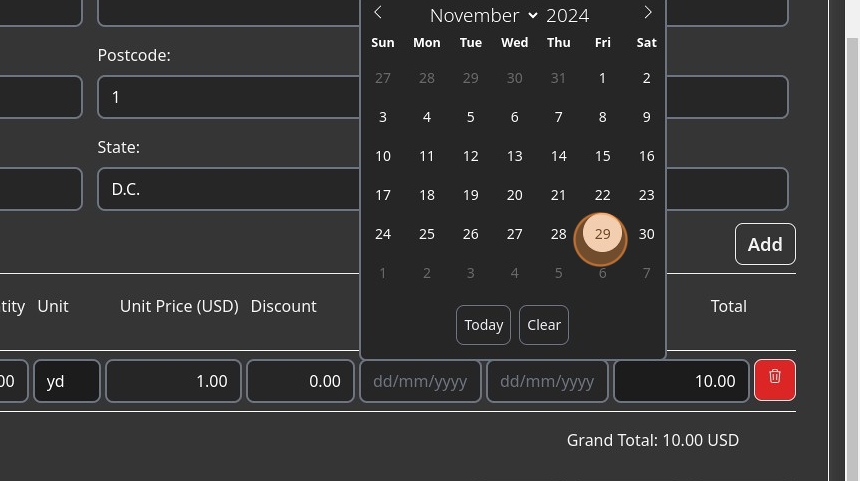 November 2024
Postcode:
Sun Mon Tue Wed Thu Fri Sat
27 28 29 30 31 1 2
1
3 4 5 6 7 8 9
State:
10 11 12 13 14 15 16
D.C.
17 18 19 20 21 22 23
24 25 26 27 28 29 30
Add
1 2 3 4 5 6 7
tity Unit Unit Price (USD) Discount Total
Today Clear
00 yd 1.00 0.00 dd/mm/yyyy dd/mm/yyyy 10.00
Grand Total: 10.00 USD